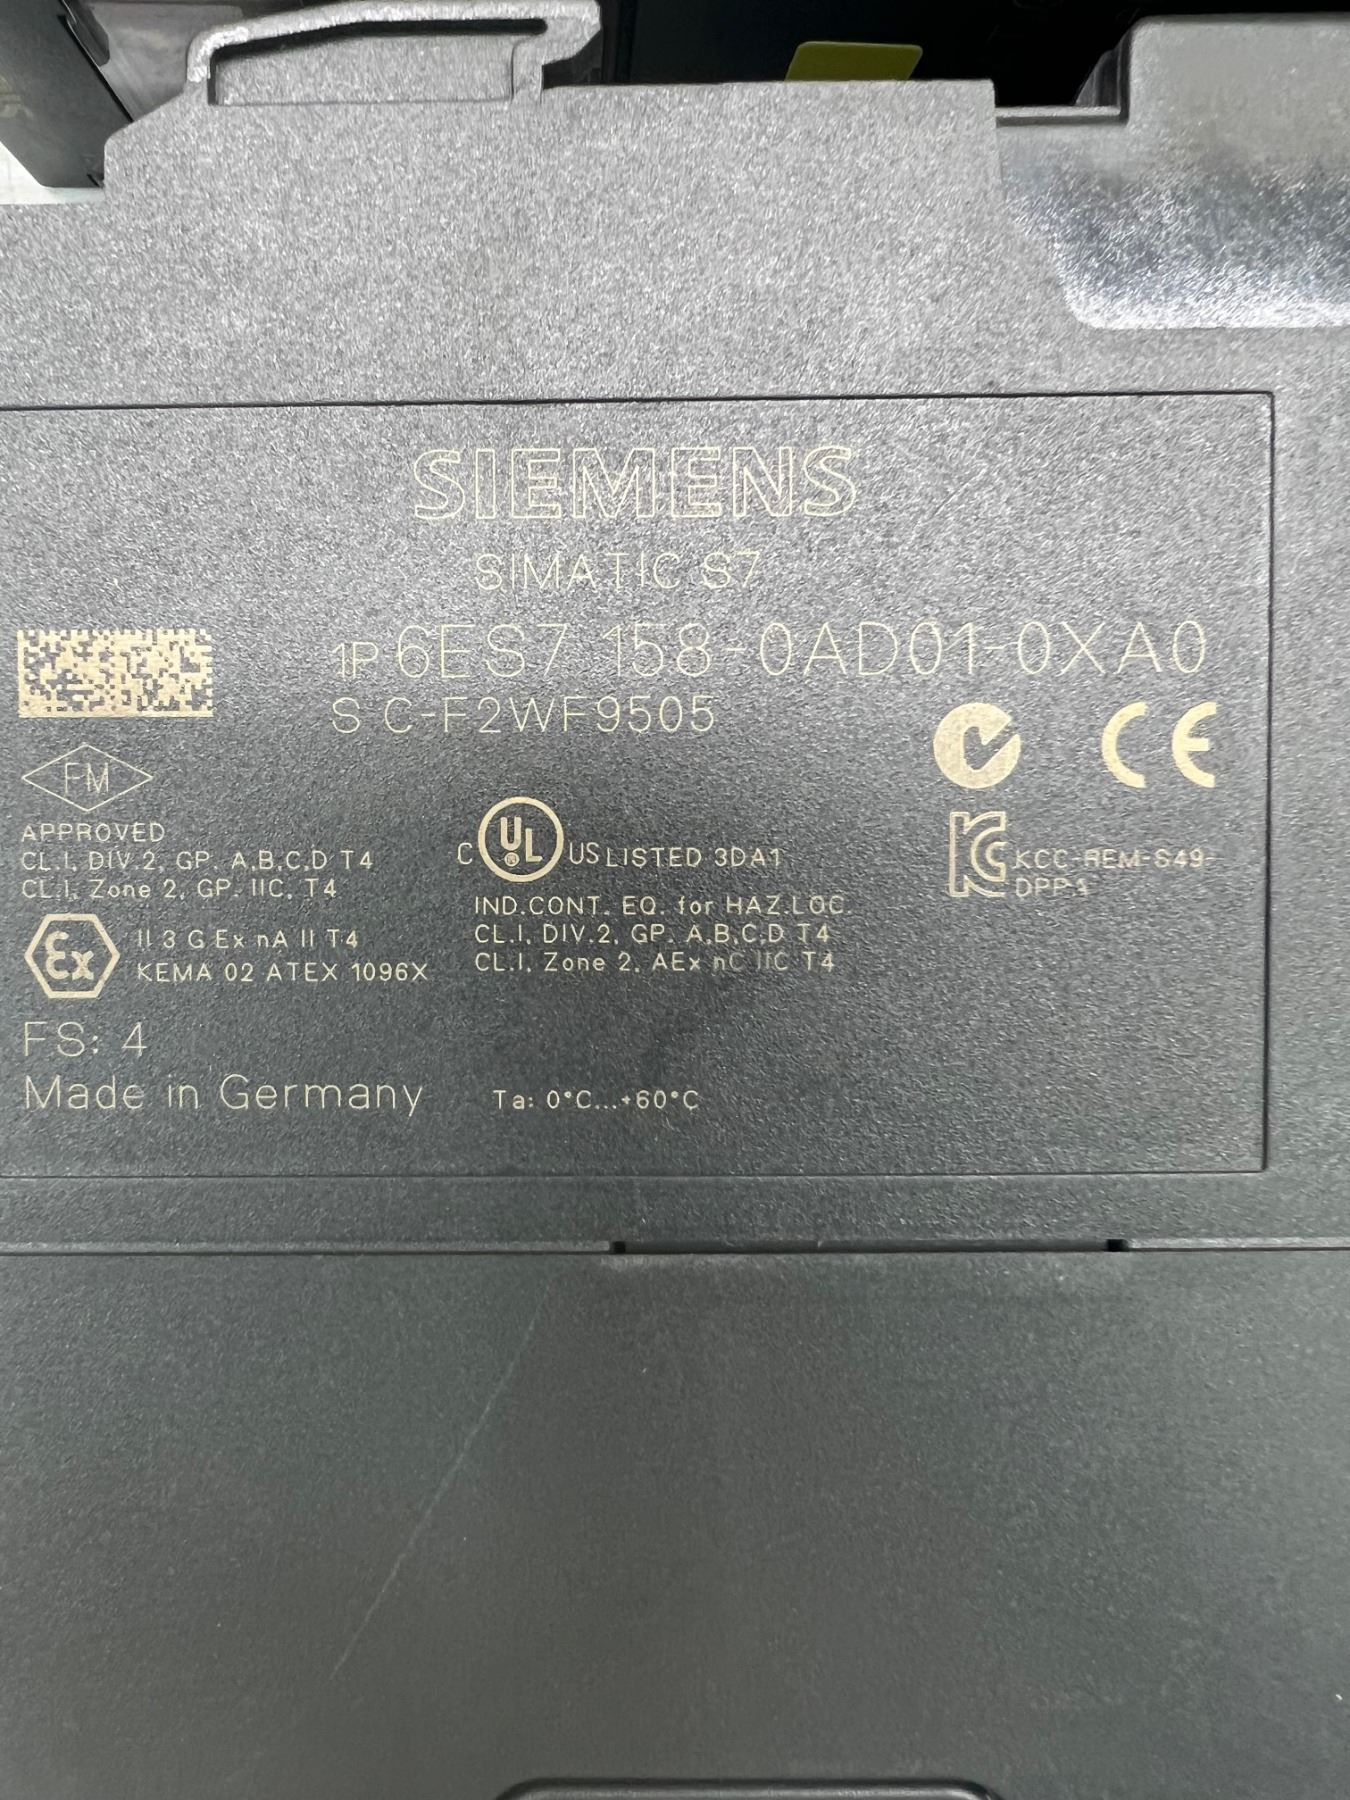 SIEMENS
SIMATIC S7
1P 6ES7 158-0AD01-0XA0
S C-F2WF9505
CE
FM
APPROVED
CL.I, DIV.2, GP. A,B,C,D T4
CL.I, Zone 2, GP. IIC, T4
C UL US LISTED 3DA1
IND.CONT. EQ. for HAZ.LOC.
CL.I, DIV.2, GP. A,B,C,D T4
CL.I, Zone 2, AEx nC IIC T4
KCC-REM-S49-
Ex II 3 G Ex nA II T4
KEMA 02 ATEX 1096X
FS: 4
Made in Germany
Ta: 0°C...+60°C